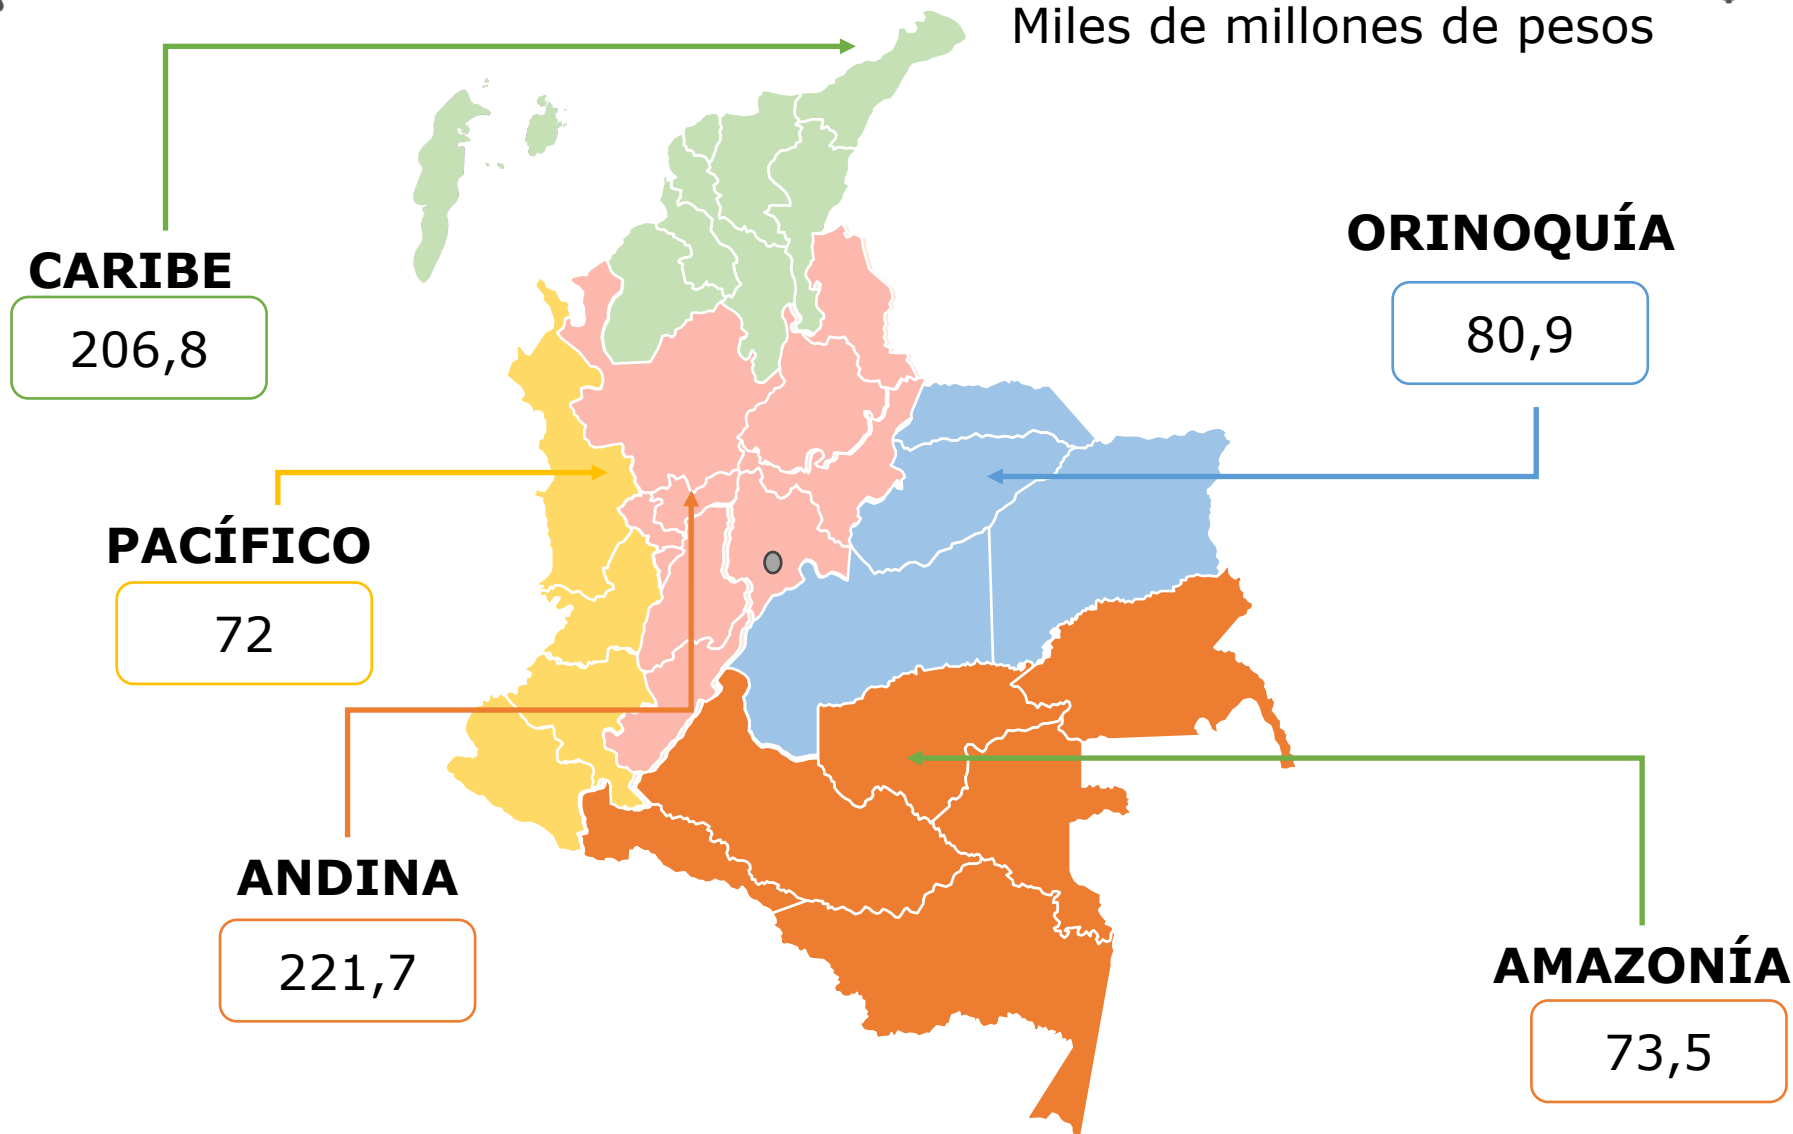 Miles de millones de pesos
CARIBE
206,8
ORINOQUÍA
80,9
PACÍFICO
72
ANDINA
221,7
AMAZONÍA
73,5